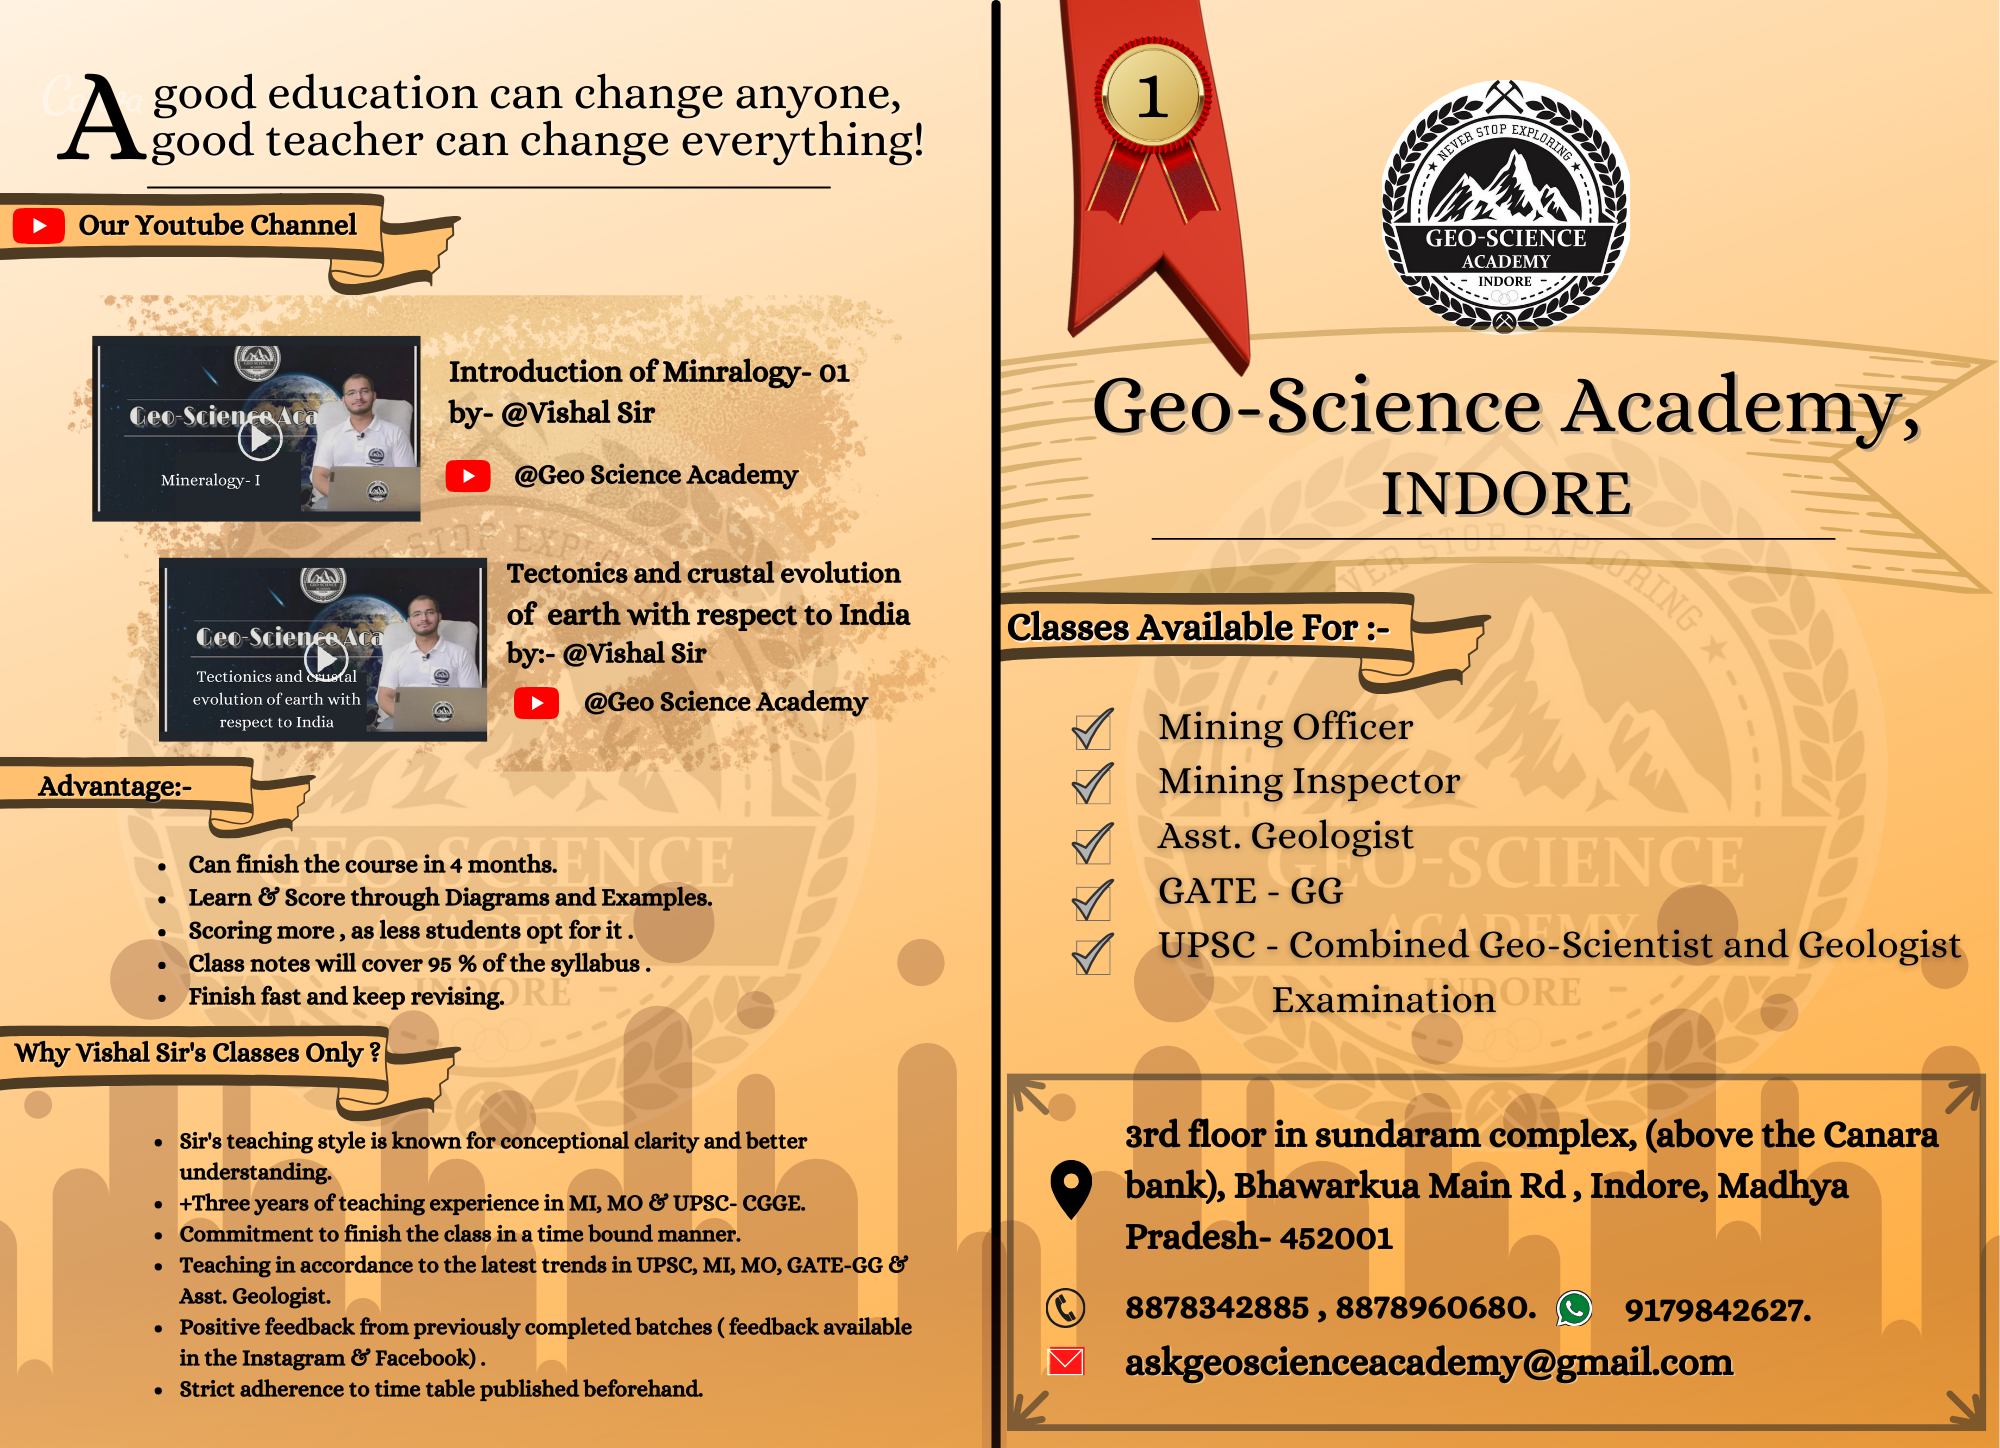 A good education can change anyone,
good teacher can change everything!
Our Youtube Channel
Geo-Science Aca
Mineralogy- I
Introduction of Minralogy- 01
by- @Vishal Sir
@Geo Science Academy
Geo-Science Aca
Tectionics and crustal
evolution of earth with
respect to India
Tectonics and crustal evolution
of earth with respect to India
by:- @Vishal Sir
@Geo Science Academy
Advantage:-
• Can finish the course in 4 months.
• Learn & Score through Diagrams and Examples.
• Scoring more , as less students opt for it .
• Class notes will cover 95 % of the syllabus .
• Finish fast and keep revising.
Why Vishal Sir's Classes Only ?
• Sir's teaching style is known for conceptional clarity and better
understanding.
• +Three years of teaching experience in MI, MO & UPSC- CGGE.
• Commitment to finish the class in a time bound manner.
• Teaching in accordance to the latest trends in UPSC, MI, MO, GATE-GG &
Asst. Geologist.
• Positive feedback from previously completed batches ( feedback available
in the Instagram & Facebook) .
• Strict adherence to time table published beforehand.
1
NEVER STOP EXPLORING
GEO-SCIENCE
ACADEMY
- INDORE -
Geo-Science Academy,
INDORE
Classes Available For :-
Mining Officer
Mining Inspector
Asst. Geologist
GATE - GG
UPSC - Combined Geo-Scientist and Geologist
Examination
3rd floor in sundaram complex, (above the Canara
bank), Bhawarkua Main Rd , Indore, Madhya
Pradesh- 452001
8878342885 , 8878960680. 9179842627.
askgeoscienceacademy@gmail.com
NEVER STOP EXPLORING
GEO-SCIENCE
ACADEMY
- INDORE -